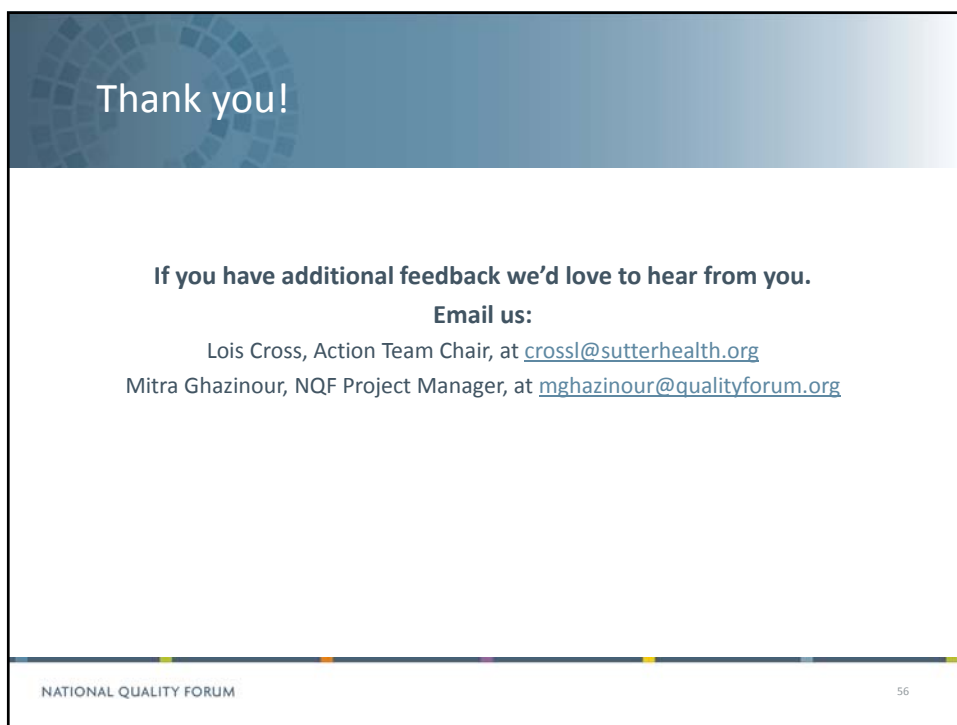 Thank you!
If you have additional feedback we’d love to hear from you.
Email us:
Lois Cross, Action Team Chair, at crossl@sutterhealth.org
Mitra Ghazinour, NQF Project Manager, at mghazinour@qualityforum.org
NATIONAL QUALITY FORUM
56